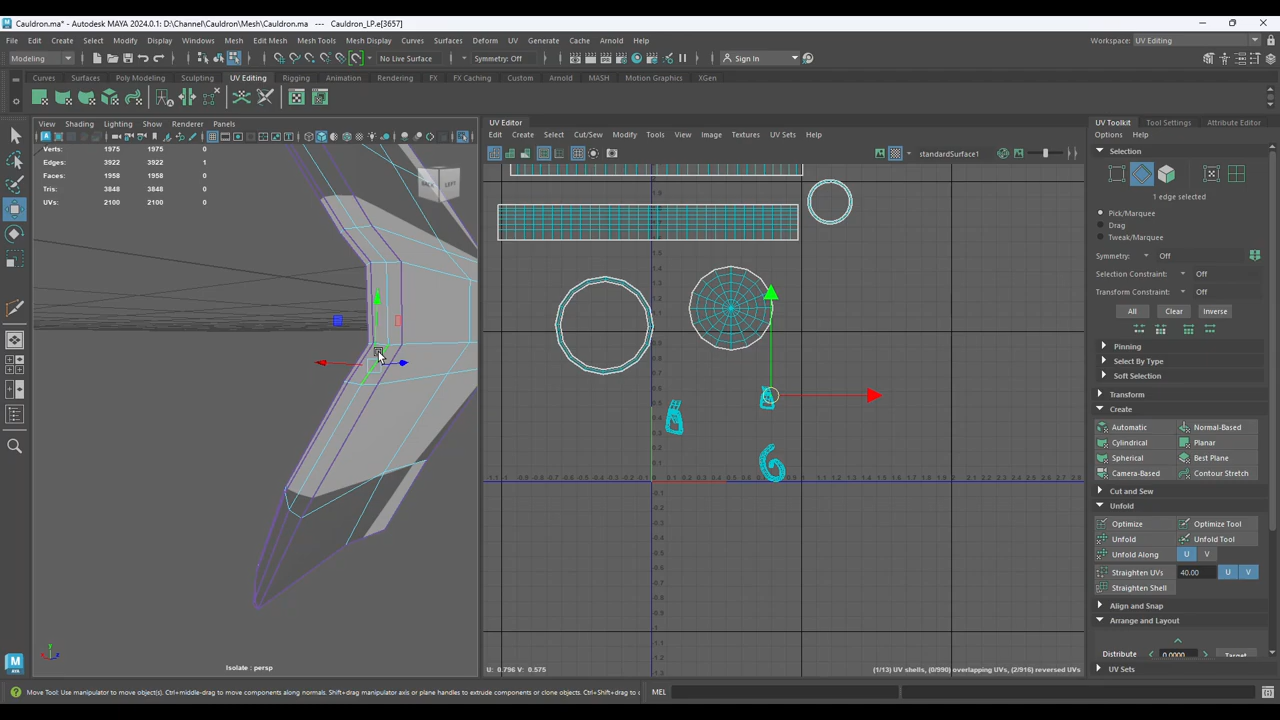 Cauldron.ma* - Autodesk MAYA 2024.0.1: D:\Channel\Cauldron\Mesh\Cauldron.ma --- Cauldron_LP.e[3657]
File Edit Create Select Modify Display Windows Mesh Edit Mesh Mesh Tools Mesh Display Curves Surfaces Deform UV Generate Cache Arnold Help
Workspace: UV Editing
Modeling
No Live Surface
Symmetry: Off
Sign In
Curves Surfaces Poly Modeling Sculpting UV Editing Rigging Animation Rendering FX FX Caching Custom Arnold MASH Motion Graphics XGen
View Shading Lighting Show Renderer Panels
Verts: 1975 1975 0
Edges: 3922 3922 1
Faces: 1958 1958 0
Tris: 3848 3848 0
UVs: 2100 2100 0
BACK LEFT
Isolate : persp
UV Editor
Edit Create Select Cut/Sew Modify Tools View Image Textures UV Sets Help
standardSurface1
U: 0.796 V: 0.575
(1/13) UV shells, (0/990) overlapping UVs, (2/916) reversed UVs
UV Toolkit Tool Settings Attribute Editor
Options Help
Selection
1 edge selected
Pick/Marquee
Drag
Tweak/Marquee
Symmetry: Off
Selection Constraint: Off
Transform Constraint: Off
All Clear Inverse
Pinning
Select By Type
Soft Selection
Transform
Create
Automatic Normal-Based
Cylindrical Planar
Spherical Best Plane
Camera-Based Contour Stretch
Cut and Sew
Unfold
Optimize Optimize Tool
Unfold Unfold Tool
Unfold Along U V
Straighten UVs 40.00 U V
Straighten Shell
Align and Snap
Arrange and Layout
Distribute 0.0000 Target
UV Sets
Move Tool: Use manipulator to move object(s). Ctrl+middle-drag to move components along normals. Shift+drag manipulator axis or plane handles to extrude components or clone objects. Ctrl+Shift+drag to
MEL